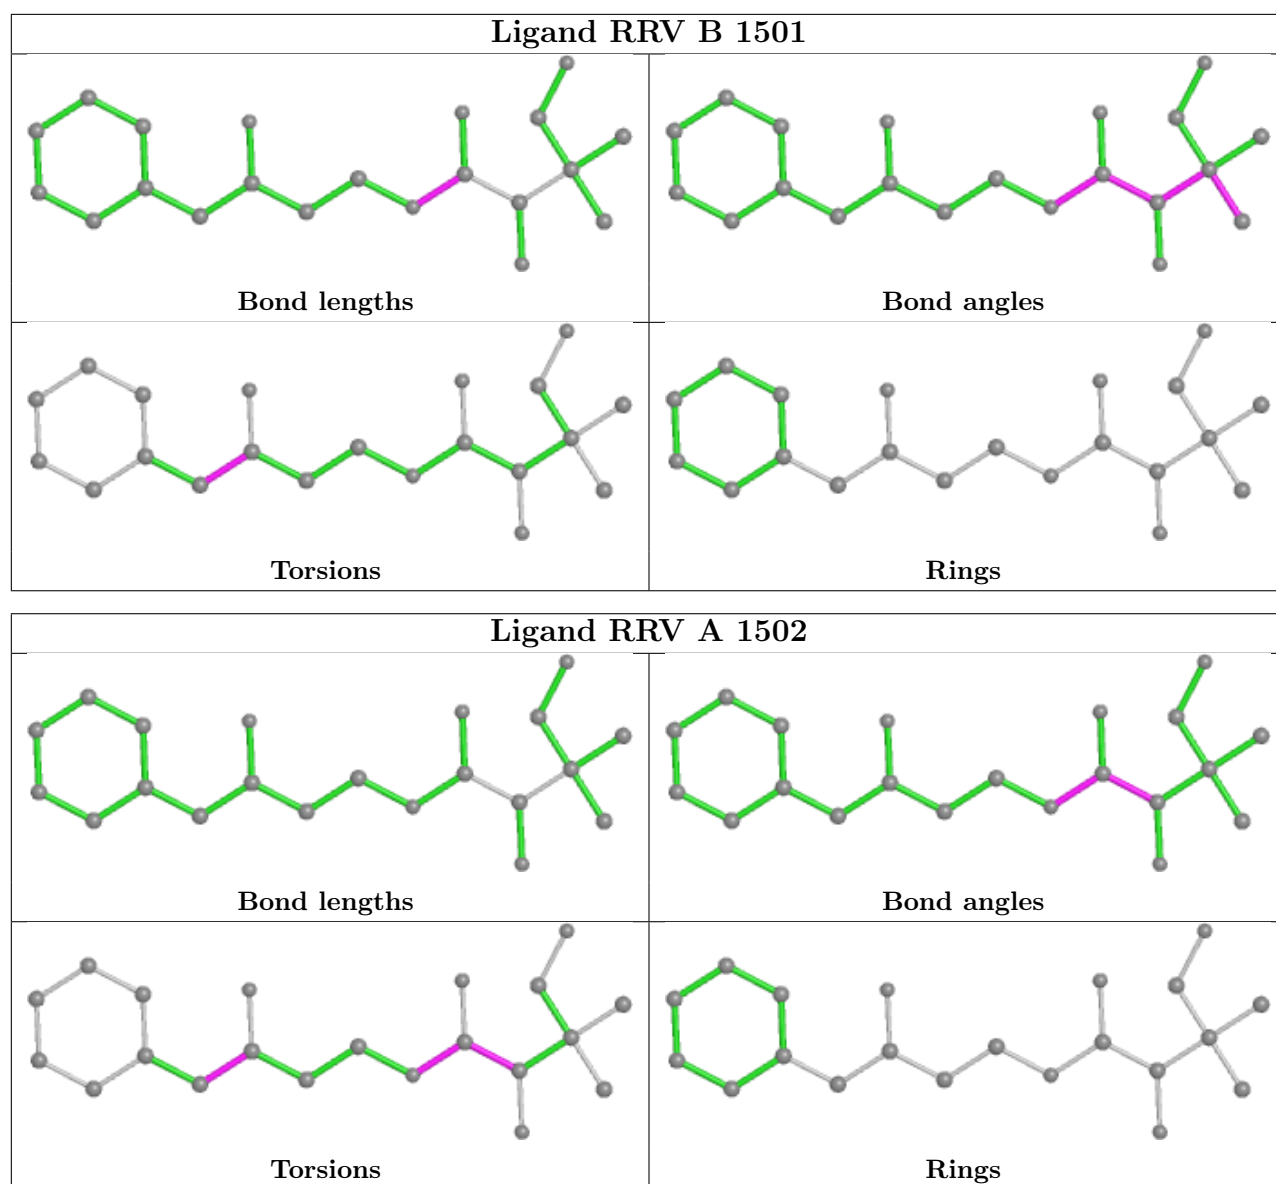 Ligand RRV B 1501
Bond lengths
Bond angles
Torsions
Rings
Ligand RRV A 1502
Bond lengths
Bond angles
Torsions
Rings